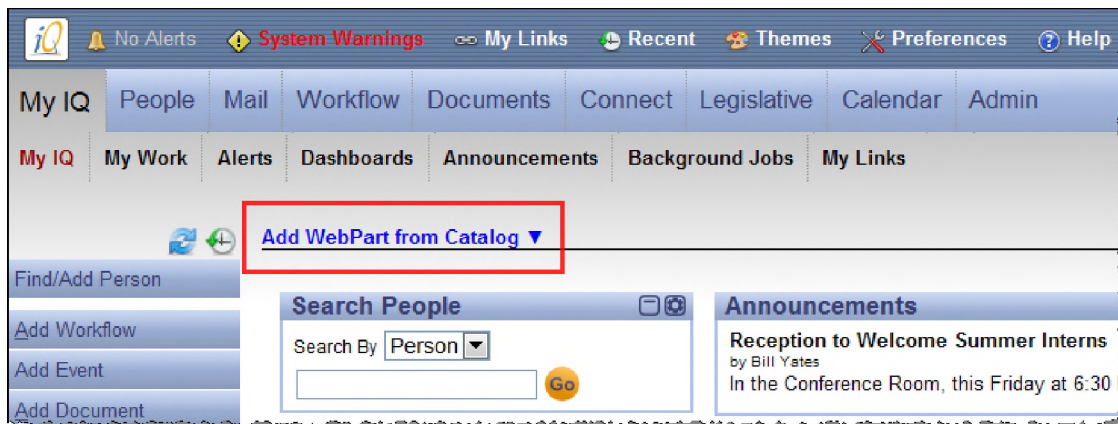 iQ No Alerts System Warnings My Links Recent Themes Preferences Help
My IQ People Mail Workflow Documents Connect Legislative Calendar Admin
My IQ My Work Alerts Dashboards Announcements Background Jobs My Links
Add WebPart from Catalog ▼
Find/Add Person
Add Workflow
Add Event
Add Document
Search People
Search By Person
Go
Announcements
Reception to Welcome Summer Interns
by Bill Yates
In the Conference Room, this Friday at 6:30